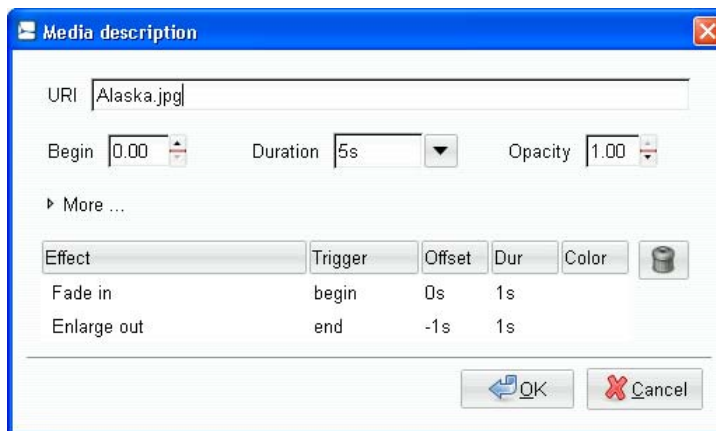 Media description
URI Alaska.jpg
Begin 0.00 Duration 5s Opacity 1.00
More ...
Effect Trigger Offset Dur Color
Fade in begin 0s 1s
Enlarge out end -1s 1s
OK Cancel